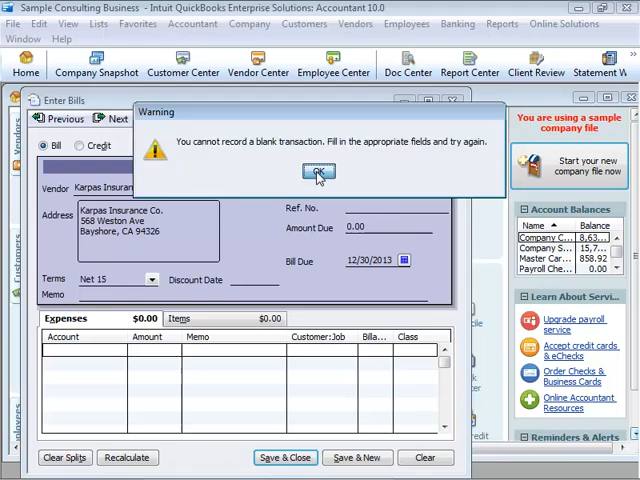 Sample Consulting Business - Intuit QuickBooks Enterprise Solutions: Accountant 10.0
File Edit View Lists Favorites Accountant Company Customers Vendors Employees Banking Reports Online Solutions
Window Help
Home Company Snapshot Customer Center Vendor Center Employee Center Doc Center Report Center Client Review Statement W
Enter Bills
Warning
You cannot record a blank transaction. Fill in the appropriate fields and try again.
OK
Previous Next
Bill Credit
Vendor Karpas Insuran
Address
Karpas Insurance Co.
568 Weston Ave
Bayshore, CA 94326
Ref. No.
Amount Due 0.00
Bill Due 12/30/2013
Terms Net 15 Discount Date
Memo
Expenses $0.00 Items $0.00
Account Amount Memo Customer:Job Billa... Class
Clear Splits Recalculate Save & Close Save & New Clear
Vendors
You are using a sample
company file
Start your new
company file now
Account Balances
Name Balance
Company C... 8,63...
Company S... 15,7...
Master Car... 858.92
Payroll Che... 0.00
Learn About Servi...
Upgrade payroll
service
Accept credit cards
& eChecks
Order Checks &
Business Cards
Online Accountant
Resources
Reminders & Alerts